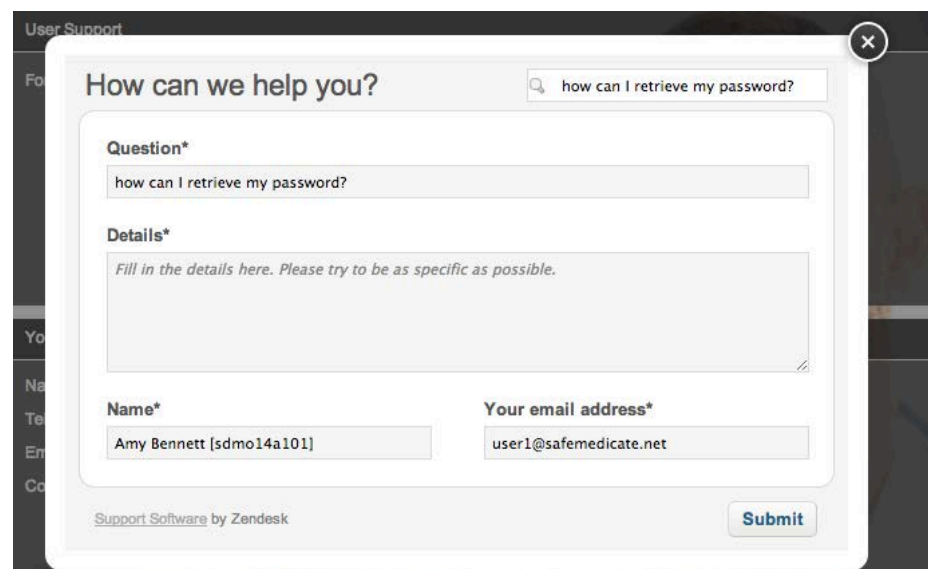 User Support
How can we help you?
how can I retrieve my password?
Question*
how can I retrieve my password?
Details*
Fill in the details here. Please try to be as specific as possible.
Name*
Your email address*
Amy Bennett [sdmo14a101]
user1@safemedicate.net
Support Software by Zendesk
Submit